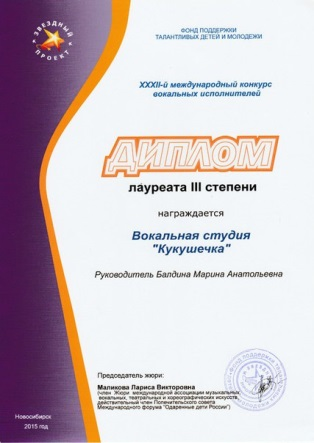 ЗВЕЗДНЫЙ
ПРОЕКТ
ФОНД ПОДДЕРЖКИ
ТАЛАНТЛИВЫХ ДЕТЕЙ И МОЛОДЕЖИ
XXXII-й международный конкурс
вокальных исполнителей
ДИПЛОМ
лауреата III степени
награждается
Вокальная студия
"Кукушечка"
Руководитель Балдина Марина Анатольевна
Председатель жюри:
Маликова Лариса Викторовна
(член Жюри международной ассоциации музыкальных,
вокальных, театральных и хореографических искусств,
действительный член Попечительского совета
Международного форума "Одаренные дети России")
Новосибирск
2015 год